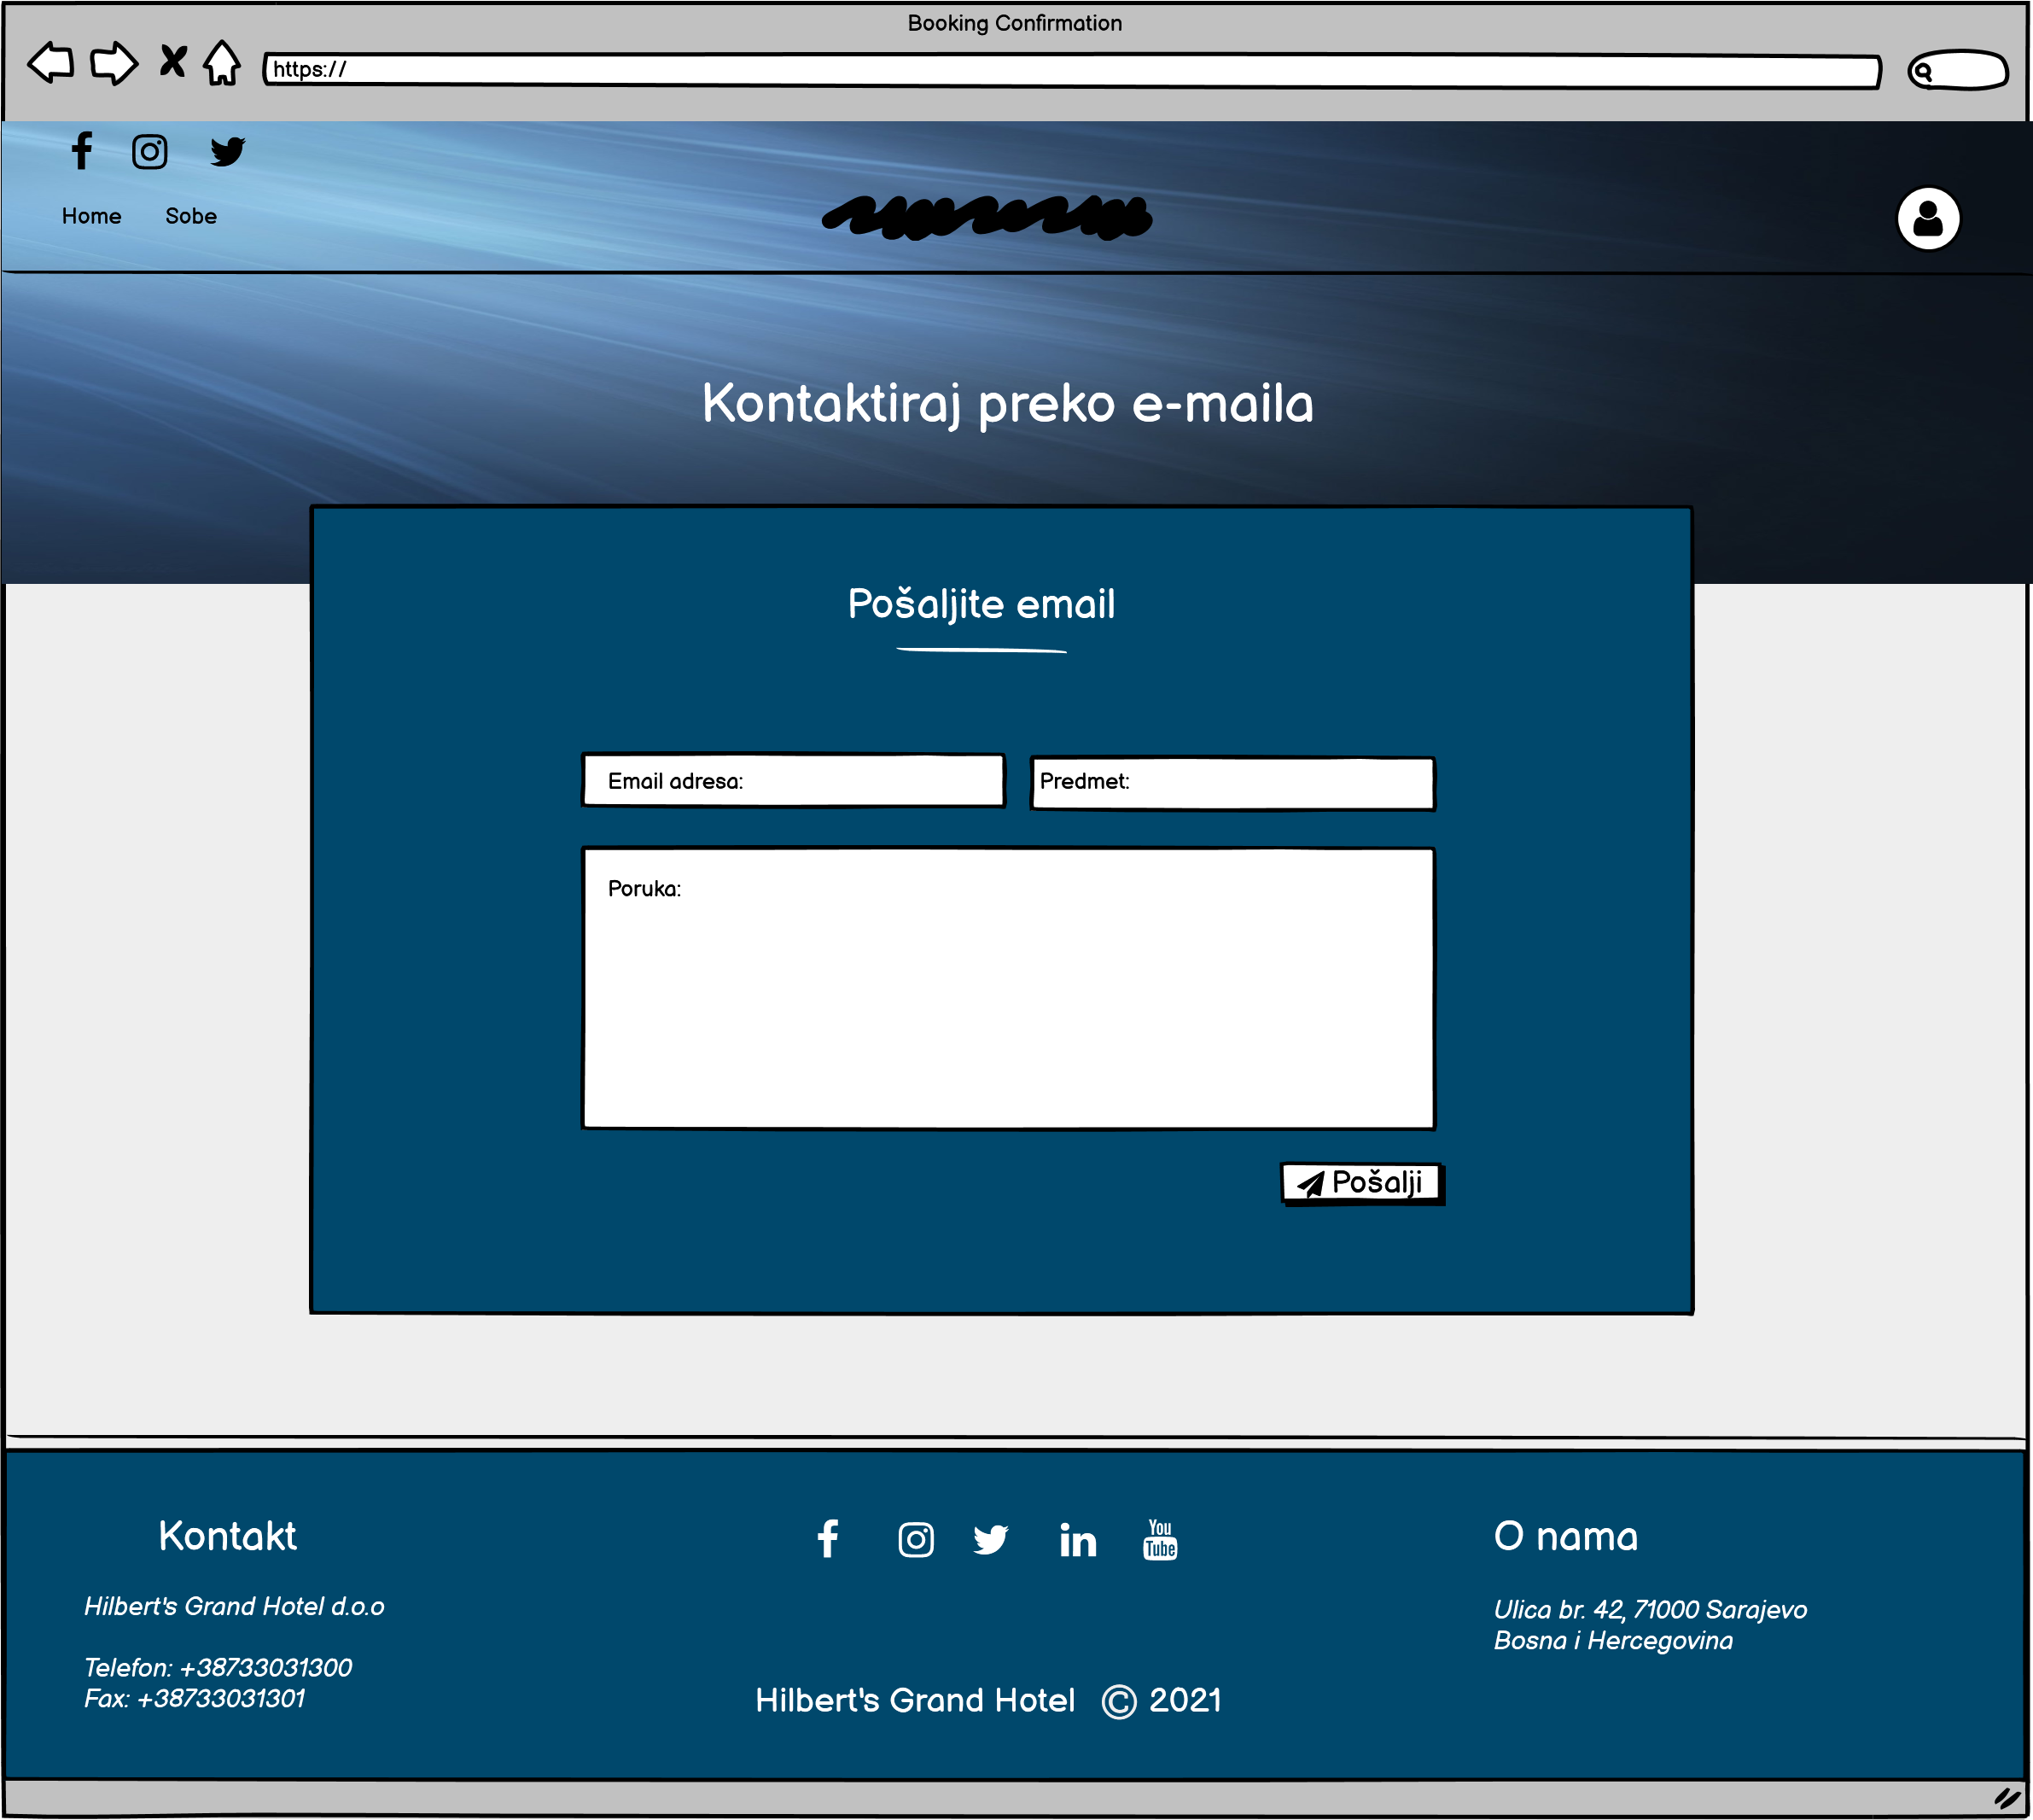 Booking Confirmation
https://
Home Sobe
Kontaktiraj preko e-maila
Pošaljite email
Email adresa:
Predmet:
Poruka:
Pošalji
Kontakt
Hilbert's Grand Hotel d.o.o
Telefon: +38733031300
Fax: +38733031301
You
Tube
Hilbert's Grand Hotel © 2021
O nama
Ulica br. 42, 71000 Sarajevo
Bosna i Hercegovina